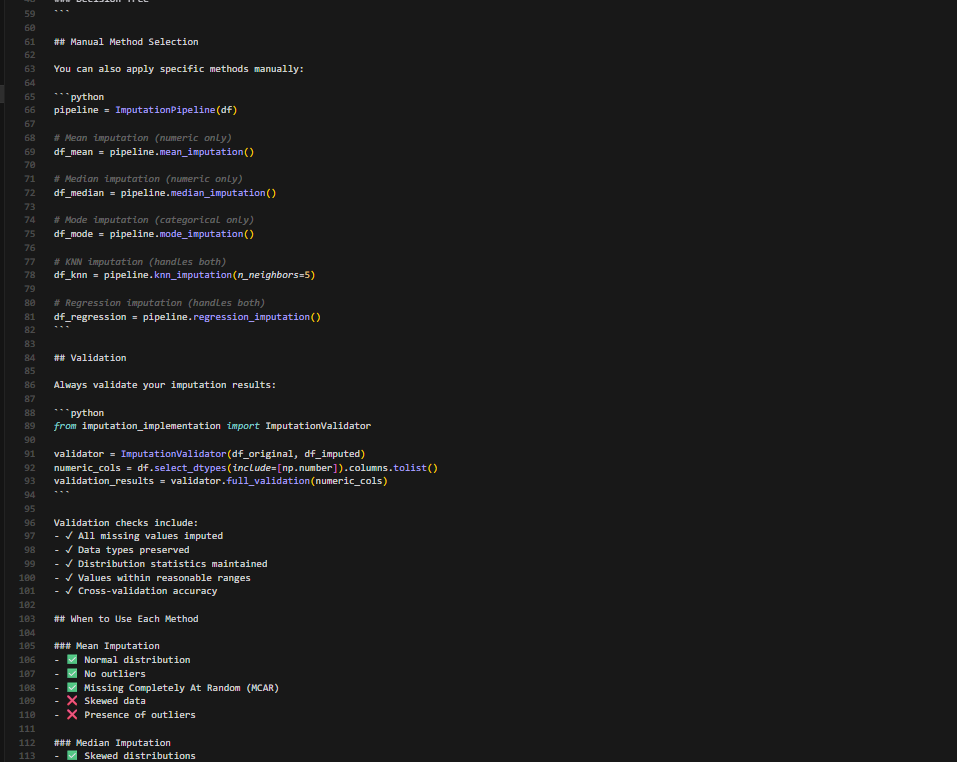 59 ```
60
61 ## Manual Method Selection
62
63 You can also apply specific methods manually:
64
65 ```python
66 pipeline = ImputationPipeline(df)
67
68 # Mean imputation (numeric only)
69 df_mean = pipeline.mean_imputation()
70
71 # Median imputation (numeric only)
72 df_median = pipeline.median_imputation()
73
74 # Mode imputation (categorical only)
75 df_mode = pipeline.mode_imputation()
76
77 # KNN imputation (handles both)
78 df_knn = pipeline.knn_imputation(n_neighbors=5)
79
80 # Regression imputation (handles both)
81 df_regression = pipeline.regression_imputation()
82 ```
83
84 ## Validation
85
86 Always validate your imputation results:
87
88 ```python
89 from imputation_implementation import ImputationValidator
90
91 validator = ImputationValidator(df_original, df_imputed)
92 numeric_cols = df.select_dtypes(include=[np.number]).columns.tolist()
93 validation_results = validator.full_validation(numeric_cols)
94 ```
95
96 Validation checks include:
97 - ✓ All missing values imputed
98 - ✓ Data types preserved
99 - ✓ Distribution statistics maintained
100 - ✓ Values within reasonable ranges
101 - ✓ Cross-validation accuracy
102
103 ## When to Use Each Method
104
105 ### Mean Imputation
106 - ✅ Normal distribution
107 - ✅ No outliers
108 - ✅ Missing Completely At Random (MCAR)
109 - ❌ Skewed data
110 - ❌ Presence of outliers
111
112 ### Median Imputation
113 - ✅ Skewed distributions